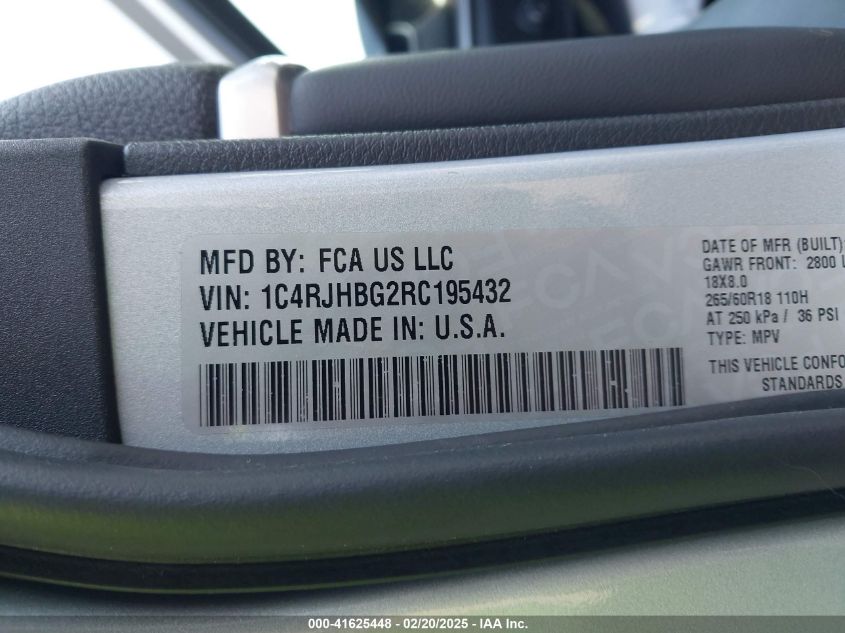 MFD BY: FCA US LLC
VIN: 1C4RJHBG2RC195432
VEHICLE MADE IN: U.S.A.
DATE OF MFR (BUILT):
GAWR FRONT: 2800
18X8.0
265/60R18 110H
AT 250 kPa / 36 PSI
TYPE: MPV
THIS VEHICLE
STANDARDS
000-41625448 - 02/20/2025 - IAA Inc.